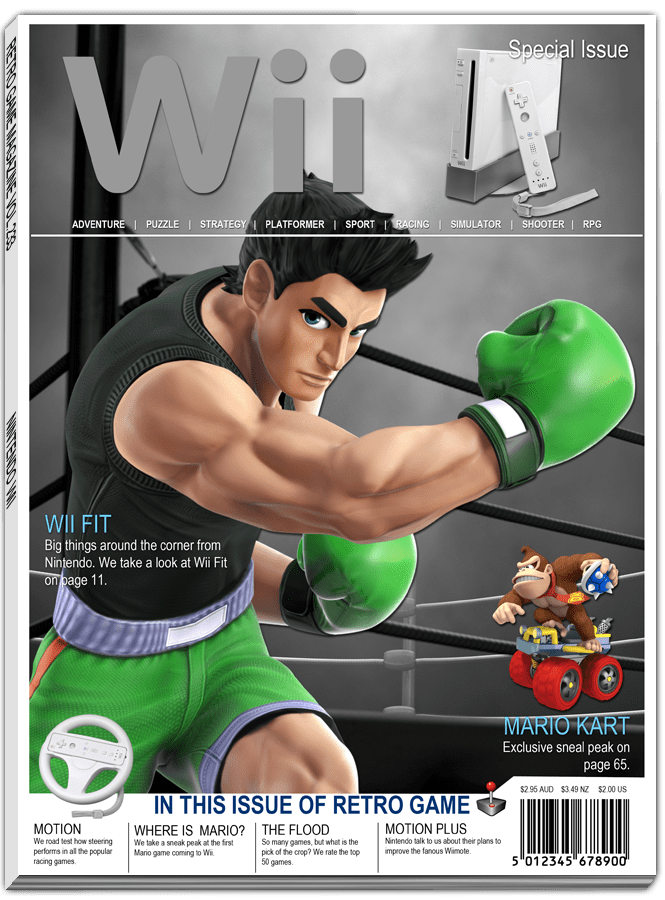 Wii
Special Issue
Wii
ADVENTURE | PUZZLE | STRATEGY | PLATFORMER | SPORT | RACING | SIMULATOR | SHOOTER | RPG
RETRO GAME MAGAZINE VOL.
NINTENDO Wii
WII FIT
Big things around the corner from
Nintendo. We take a look at Wii Fit
on page 11.
MARIO KART
Exclusive sneal peak on
page 65.
IN THIS ISSUE OF RETRO GAME
$2.95 AUD $3.49 NZ $2.00 US
MOTION
We road test how steering
performs in all the popular
racing games.
WHERE IS MARIO?
We take a sneak peak at the first
Mario game coming to Wii.
THE FLOOD
So many games, but what is the
pick of the crop? We rate the top
50 games.
MOTION PLUS
Nintendo talk to us about their plans to
improve the fanous Wiimote.
5 012345 678900